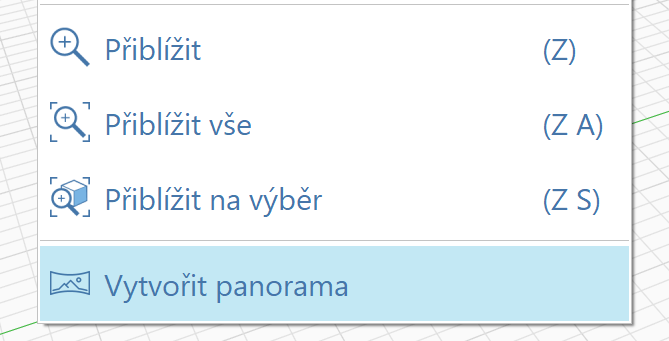 Přiblížit (Z)
Přiblížit vše (Z A)
Přiblížit na výběr (Z S)
Vytvořit panorama